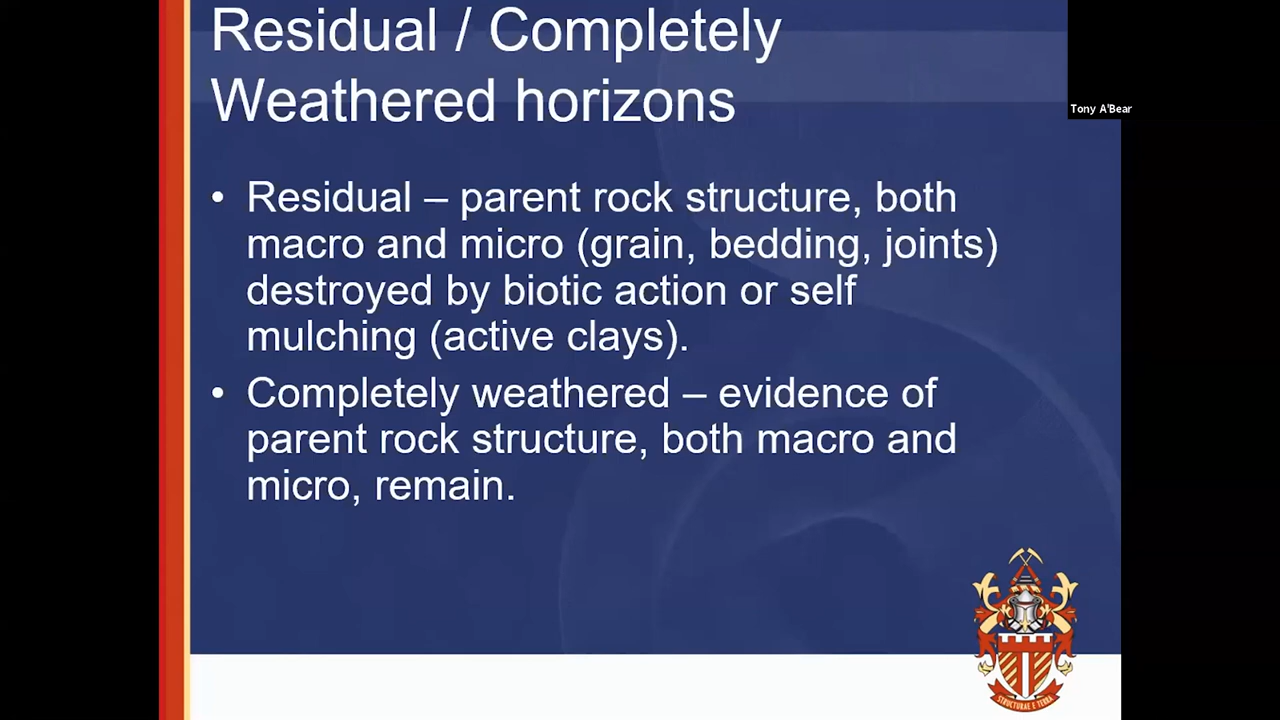 Residual / Completely
Weathered horizons
Tony A'Bear
• Residual – parent rock structure, both
macro and micro (grain, bedding, joints)
destroyed by biotic action or self
mulching (active clays).
• Completely weathered – evidence of
parent rock structure, both macro and
micro, remain.
STRUCTURAE E TERRA